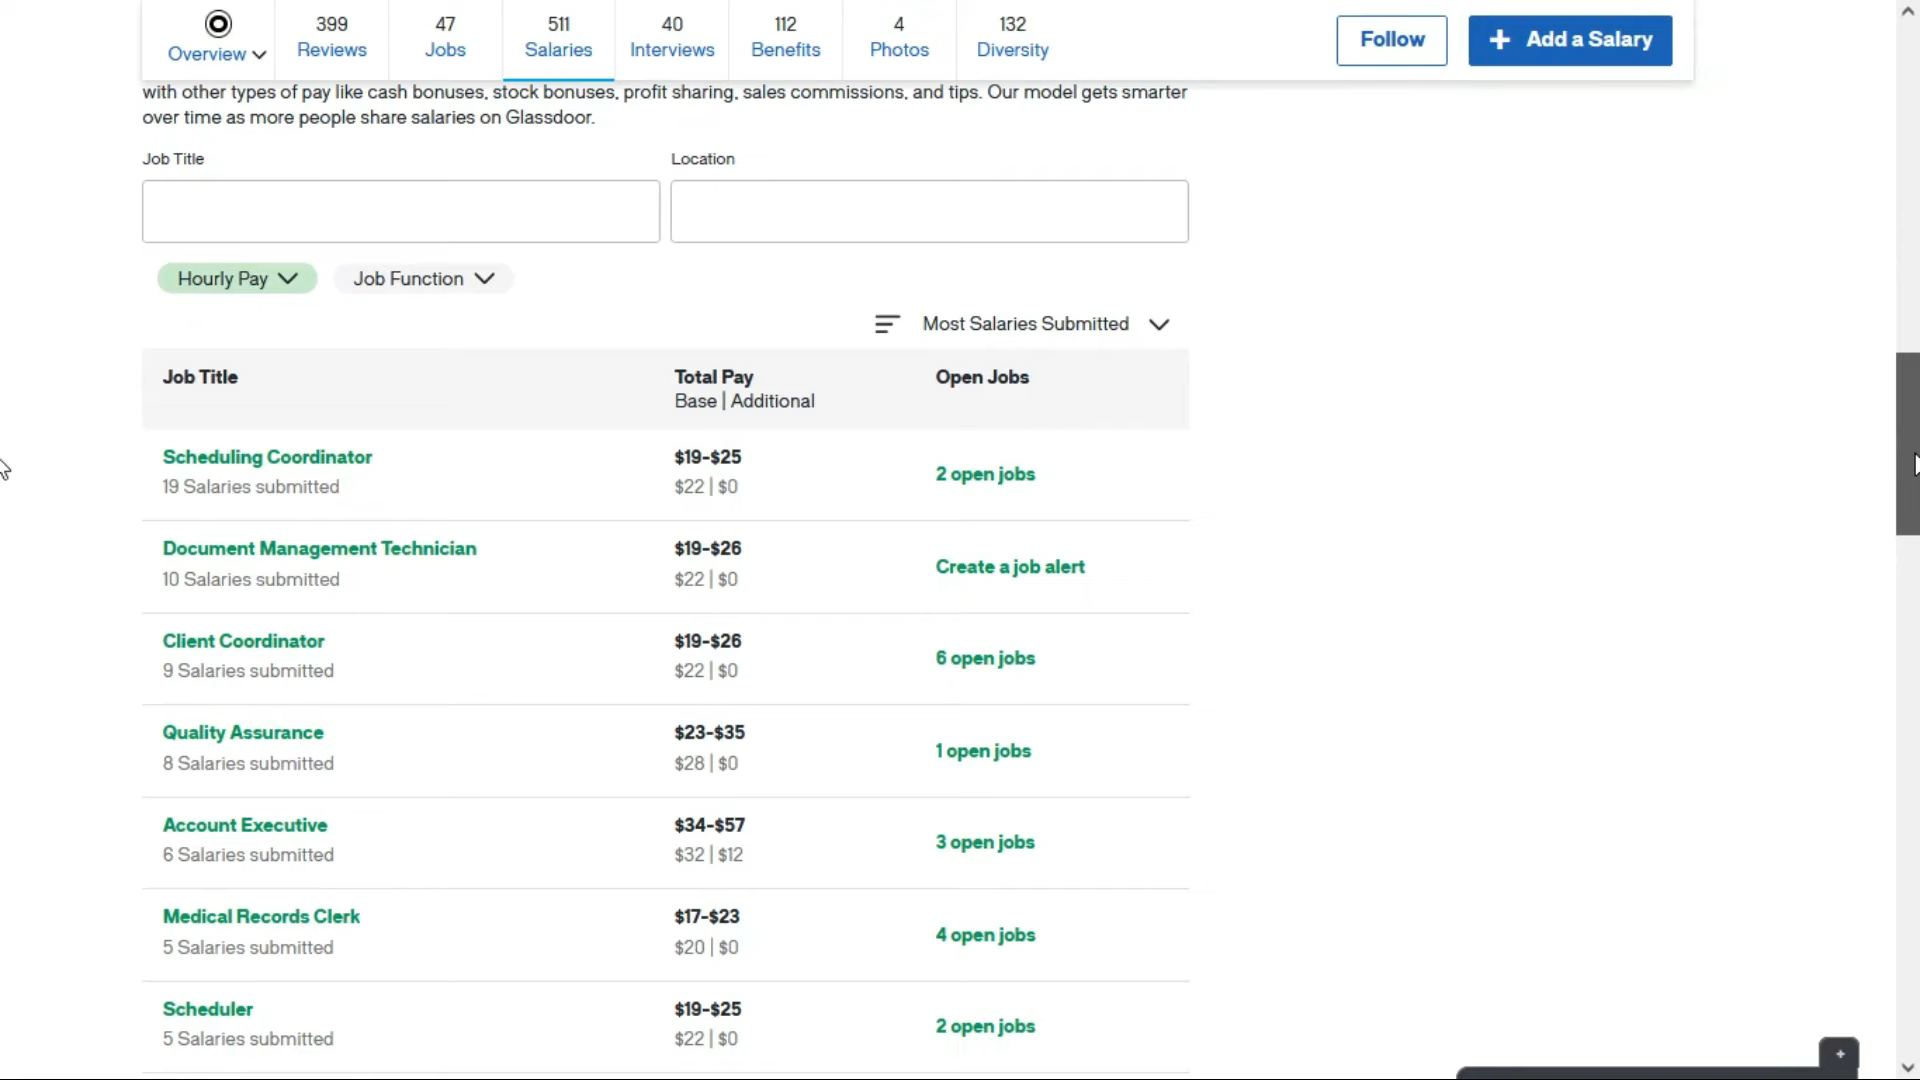 399 47 511 40 112 4 132
Overview Reviews Jobs Salaries Interviews Benefits Photos Diversity Follow + Add a Salary
with other types of pay like cash bonuses, stock bonuses, profit sharing, sales commissions, and tips. Our model gets smarter
over time as more people share salaries on Glassdoor.
Job Title Location
Hourly Pay Job Function
Most Salaries Submitted
Job Title Total Pay Open Jobs
Base | Additional
Scheduling Coordinator $19-$25
2 open jobs
19 Salaries submitted $22 | $0
Document Management Technician $19-$26
Create a job alert
10 Salaries submitted $22 | $0
Client Coordinator $19-$26
6 open jobs
9 Salaries submitted $22 | $0
Quality Assurance $23-$35
1 open jobs
8 Salaries submitted $28 | $0
Account Executive $34-$57
3 open jobs
6 Salaries submitted $32 | $12
Medical Records Clerk $17-$23
4 open jobs
5 Salaries submitted $20 | $0
Scheduler $19-$25
2 open jobs
5 Salaries submitted $22 | $0